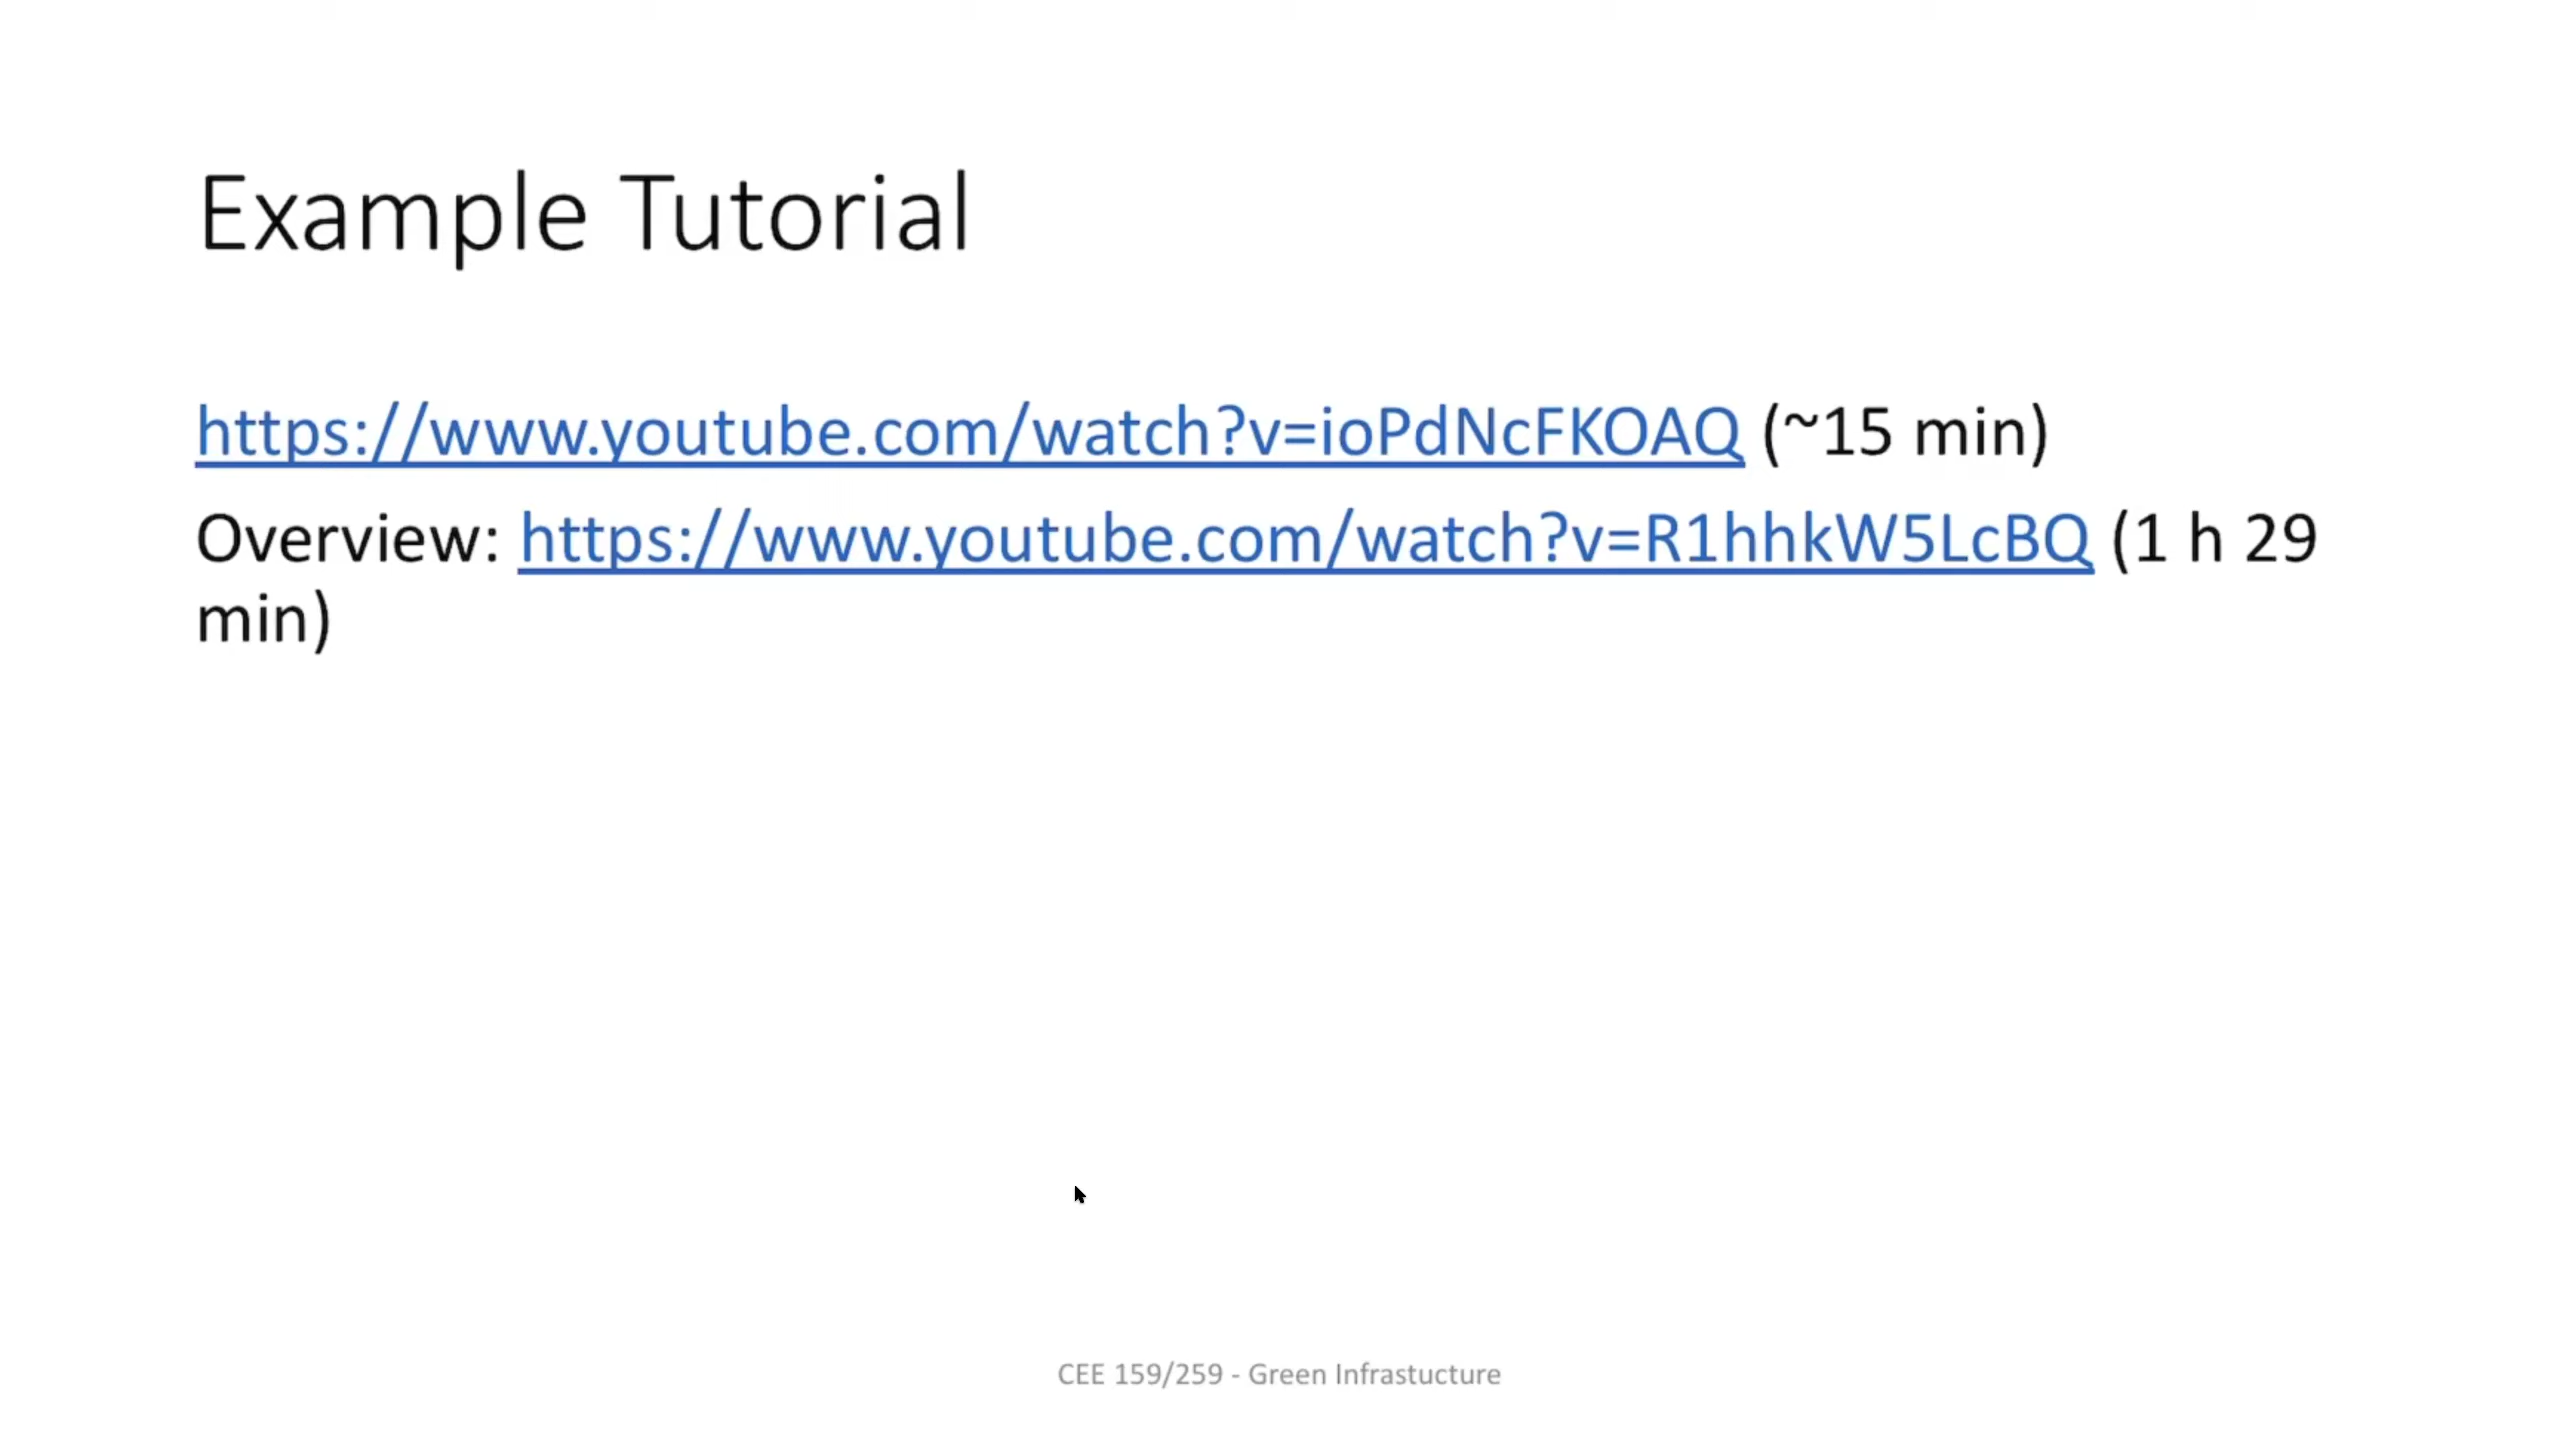 Example Tutorial
https://www.youtube.com/watch?v=ioPdNcFKOAQ (~15 min)
Overview: https://www.youtube.com/watch?v=R1hhkW5LcBQ (1 h 29
min)
CEE 159/259 - Green Infrastucture